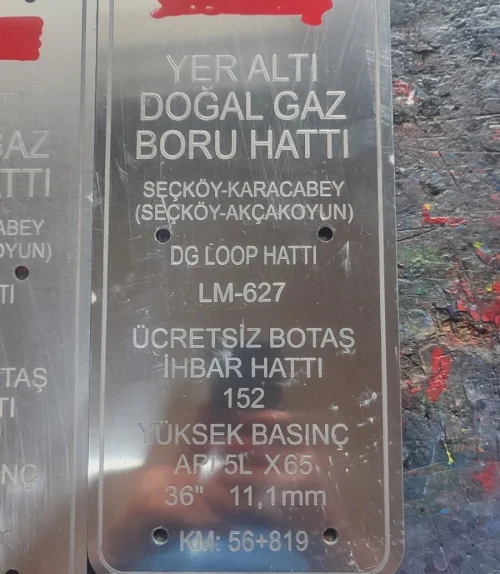 YER ALTI
DOĞAL GAZ
BORU HATTI
SEÇKÖY-KARACABEY
(SEÇKÖY-AKÇAKOYUN)
DG LOOP HATTI
LM-627
ÜCRETSİZ BOTAŞ
İHBAR HATTI
152
YÜKSEK BASINÇ
API 5L X65
36" 11,1mm
KM: 56+819